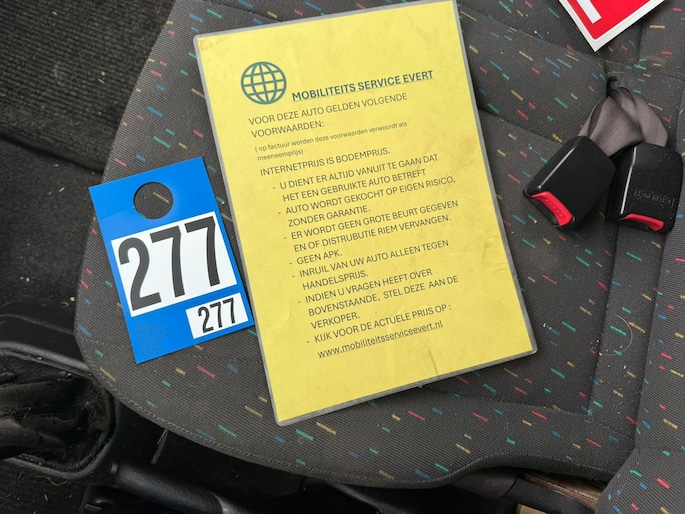 MOBILITEITS SERVICE EVERT
VOOR DEZE AUTO GELDEN VOLGENDE
VOORWAARDEN:
( op factuur worden deze voorwaarden verwoordt als
meeneemprijs)
INTERNETPRIJS IS BODEMPRIJS.
- U DIENT ER ALTIJD VANUIT TE GAAN DAT
HET EEN GEBRUIKTE AUTO BETREFT
- AUTO WORDT GEKOCHT OP EIGEN RISICO,
ZONDER GARANTIE.
- ER WORDT GEEN GROTE BEURT GEGEVEN
EN OF DISTRUBUTIE RIEM VERVANGEN.
- GEEN APK.
- INRUIL VAN UW AUTO ALLEEN TEGEN
HANDELSPRIJS.
- INDIEN U VRAGEN HEEFT OVER
BOVENSTAANDE, STEL DEZE AAN DE
VERKOPER.
- KIJK VOOR DE ACTUELE PRIJS OP :
www.mobiliteitsserviceevert.nl
277
277